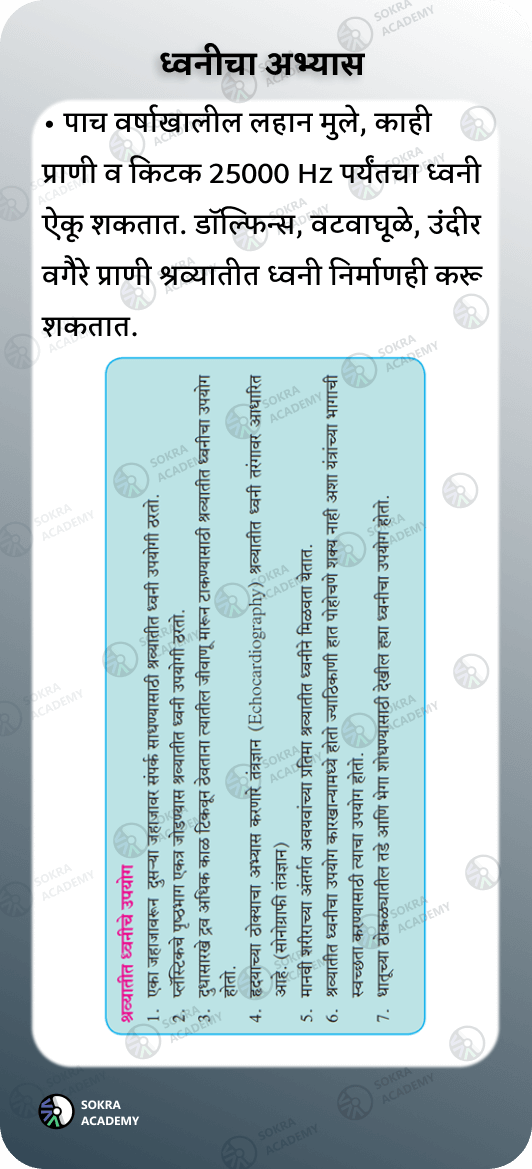 ध्वनीचा अभ्यास
• पाच वर्षाखालील लहान मुले, काही
प्राणी व किटक 25000 Hz पर्यंतचा ध्वनी
ऐकू शकतात. डॉल्फिन्स, वटवाघूळे, उंदीर
वगैरे प्राणी श्रव्यातीत ध्वनी निर्माणही करू
शकतात.
श्रव्यातीत ध्वनीचे उपयोग
1. एका जहाजावरून दुसऱ्या जहाजावर संपर्क साधण्यासाठी श्रव्यातीत ध्वनी उपयोगी ठरतो.
2. प्लॅस्टिकचे पृष्ठभाग एकत्र जोडण्यास श्रव्यातीत ध्वनी उपयोगी ठरतो.
3. दुधासारखे द्रव अधिक काळ टिकवून ठेवताना त्यातील जीवाणू मारून टाकण्यासाठी श्रव्यातीत ध्वनीचा उपयोग
होतो.
4. हृदयाच्या ठोक्याचा अभ्यास करणारे तंत्रज्ञान (Echocardiography) श्रव्यातीत ध्वनी तरंगावर आधारित
आहे. (सोनोग्राफी तंत्रज्ञान)
5. मानवी शरीराच्या अंतर्गत अवयवांच्या प्रतिमा श्रव्यातीत ध्वनीने मिळवता येतात.
6. श्रव्यातीत ध्वनीचा उपयोग कारखान्यामध्ये होतो ज्याठिकाणी हात पोहोचणे शक्य नाही अशा यंत्रांच्या भागाची
स्वच्छता करण्यासाठी त्याचा उपयोग होतो.
7. धातूच्या ठोकळ्यातील तडे आणि भेगा शोधण्यासाठी देखील ह्या ध्वनीचा उपयोग होतो.
SOKRA
ACADEMY